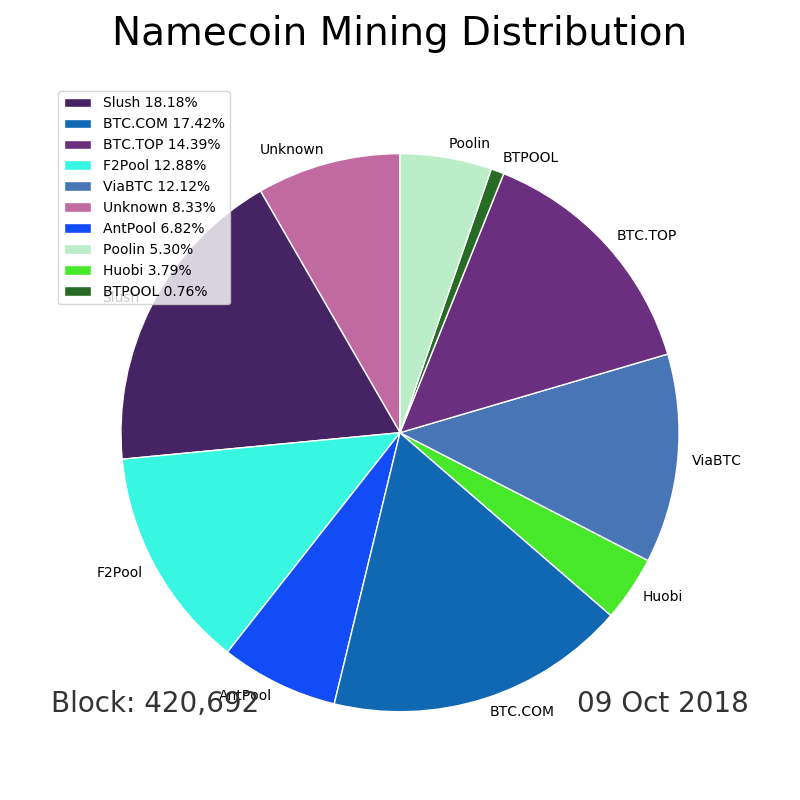 Namecoin Mining Distribution
Slush 18.18%
BTC.COM 17.42%
BTC.TOP 14.39%
F2Pool 12.88%
ViaBTC 12.12%
Unknown 8.33%
AntPool 6.82%
Poolin 5.30%
Huobi 3.79%
BTPOOL 0.76%
Slush
Unknown
Poolin
BTPOOL
BTC.TOP
ViaBTC
F2Pool
Huobi
AntPool
BTC.COM
Block: 420,692
09 Oct 2018